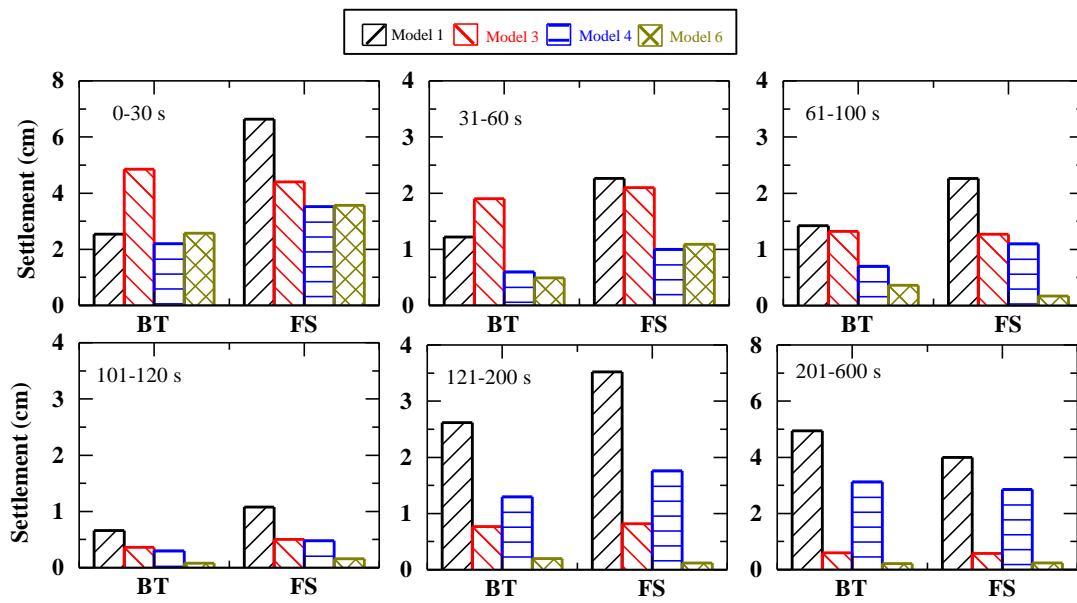 Model 1 Model 3 Model 4 Model 6
Settlement (cm)
8
6
4
2
0
0-30 s
BT FS
4
3
2
1
0
31-60 s
BT FS
4
3
2
1
0
61-100 s
BT FS
Settlement (cm)
4
3
2
1
0
101-120 s
BT FS
4
3
2
1
0
121-200 s
BT FS
8
6
4
2
0
201-600 s
BT FS